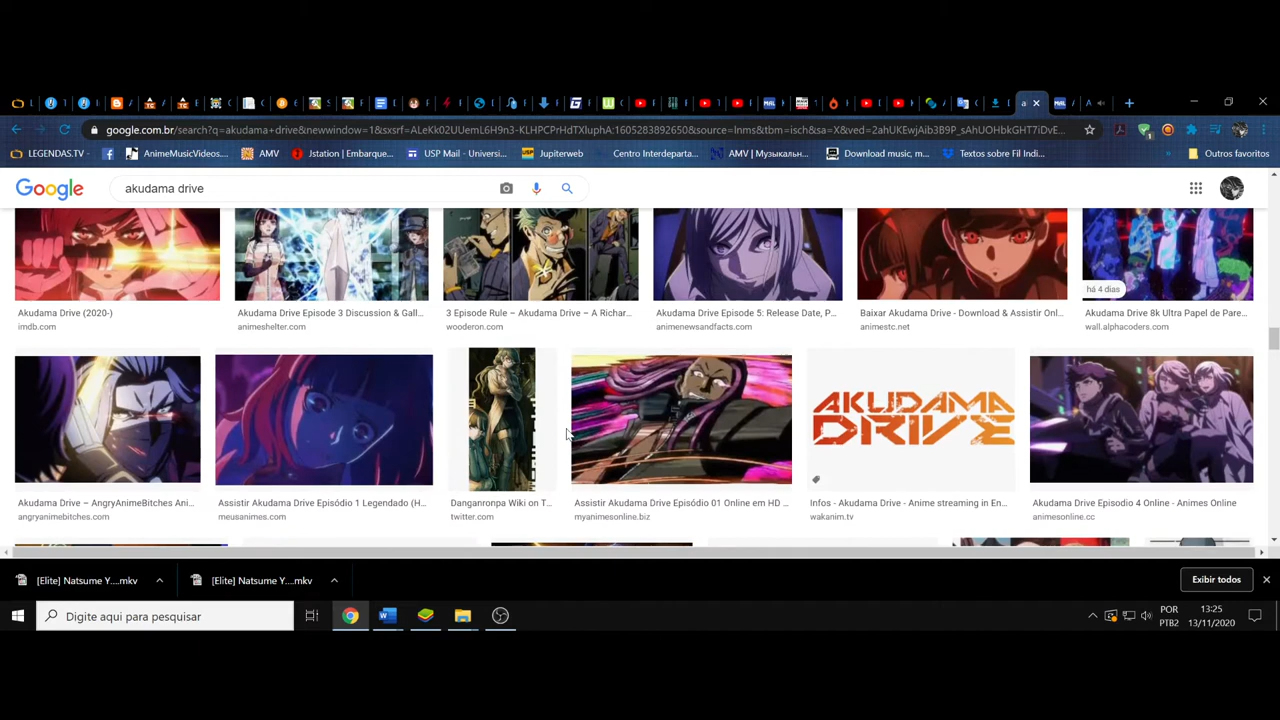 google.com.br/search?q=akudama+drive&newwindow=1&sxsrf=ALeKk02UUemL6H9n3-KLHPCPrHdTXluphA:1605283892650&source=lnms&tbm=isch&sa=X&ved=2ahUKEwjAib3B9P_sAhUOHbkGHT7iDvE...
LEGENDAS.TV -
AnimeMusicVideos...
AMV
Jstation | Embarque...
USP Mail - Universi...
Jupiterweb
Centro Interdeparta...
AMV | Музыкальн...
Download music, m...
Textos sobre Fil Indi...
»
Outros favoritos
Google
akudama drive
há 4 dias
Akudama Drive (2020-)
imdb.com
Akudama Drive Episode 3 Discussion & Gall...
animeshelter.com
3 Episode Rule – Akudama Drive – A Richar...
wooderon.com
Akudama Drive Episode 5: Release Date, P...
animenewsandfacts.com
Baixar Akudama Drive - Download & Assistir Onl...
animestc.net
Akudama Drive 8k Ultra Papel de Pare...
wall.alphacoders.com
AKUDAMA
DRIVE
Akudama Drive – AngryAnimeBitches Ani...
angryanimebitches.com
Assistir Akudama Drive Episódio 1 Legendado (H...
meusanimes.com
Danganronpa Wiki on T...
twitter.com
Assistir Akudama Drive Episódio 01 Online em HD ...
myanimesonline.biz
Infos - Akudama Drive - Anime streaming in En...
wakanim.tv
Akudama Drive Episodio 4 Online - Animes Online
animesonline.cc
[Elite] Natsume Y....mkv
[Elite] Natsume Y....mkv
Exibir todos
Digite aqui para pesquisar
POR
PTB2
13:25
13/11/2020